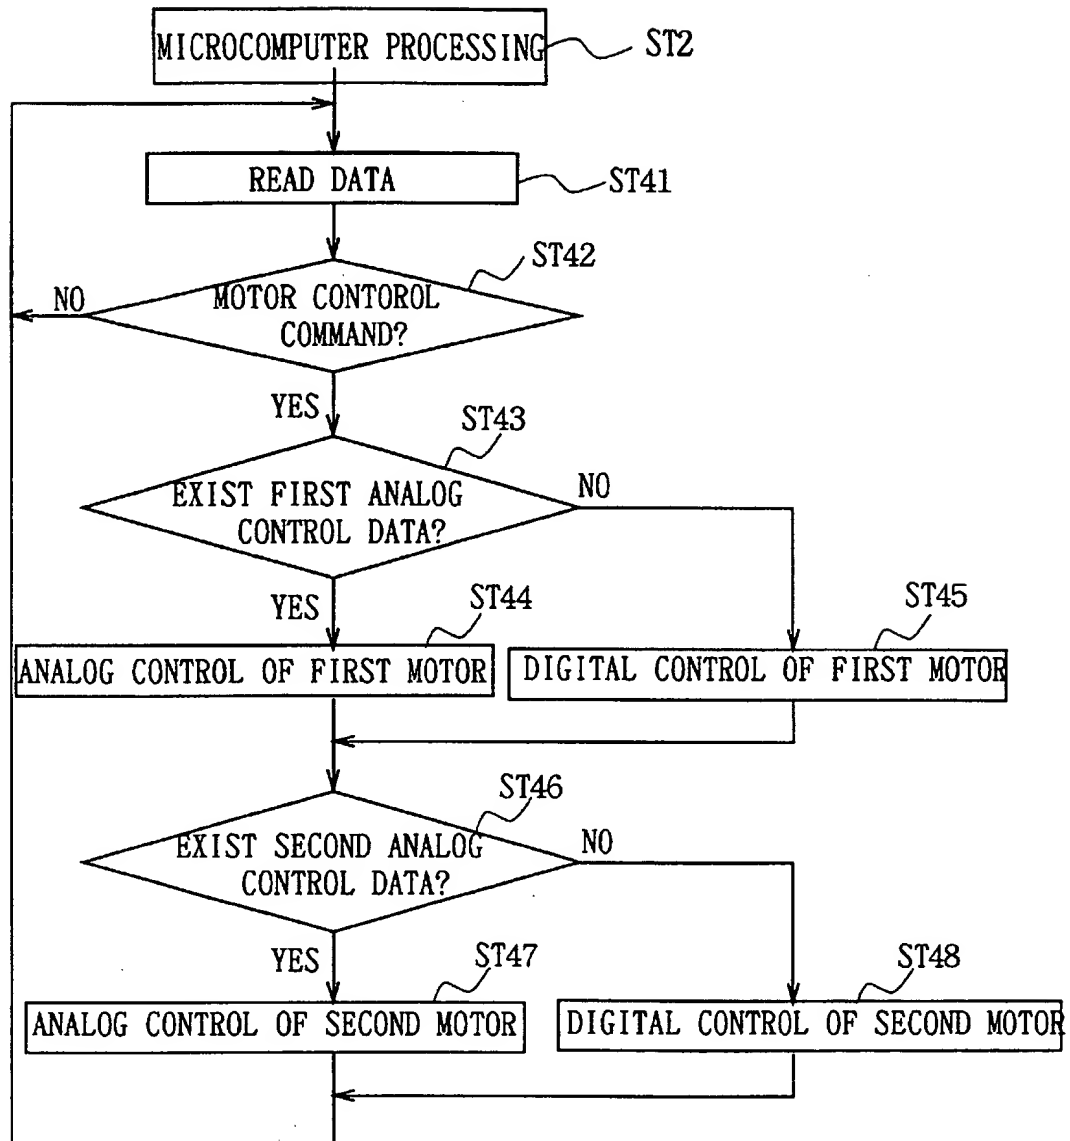 MICROCOMPUTER PROCESSING
ST2
READ DATA
ST41
ST42
NO
MOTOR CONTOROL
COMMAND?
YES
ST43
EXIST FIRST ANALOG
CONTROL DATA?
NO
YES
ST44
ST45
ANALOG CONTROL OF FIRST MOTOR
DIGITAL CONTROL OF FIRST MOTOR
ST46
EXIST SECOND ANALOG
CONTROL DATA?
NO
YES
ST47
ST48
ANALOG CONTROL OF SECOND MOTOR
DIGITAL CONTROL OF SECOND MOTOR